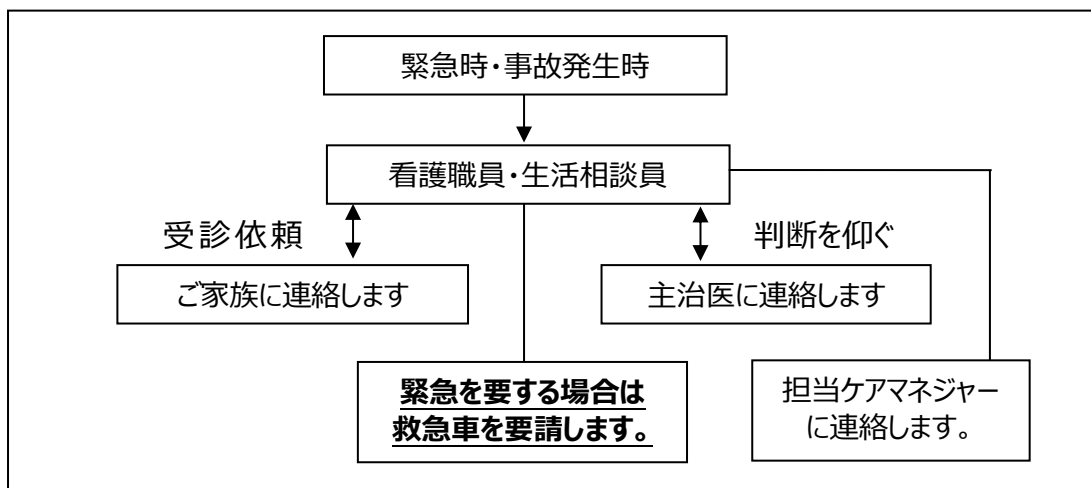 緊急時・事故発生時
看護職員・生活相談員
受診依頼
判断を仰ぐ
ご家族に連絡します
主治医に連絡します
緊急を要する場合は
救急車を要請します。
担当ケアマネジャー
に連絡します。